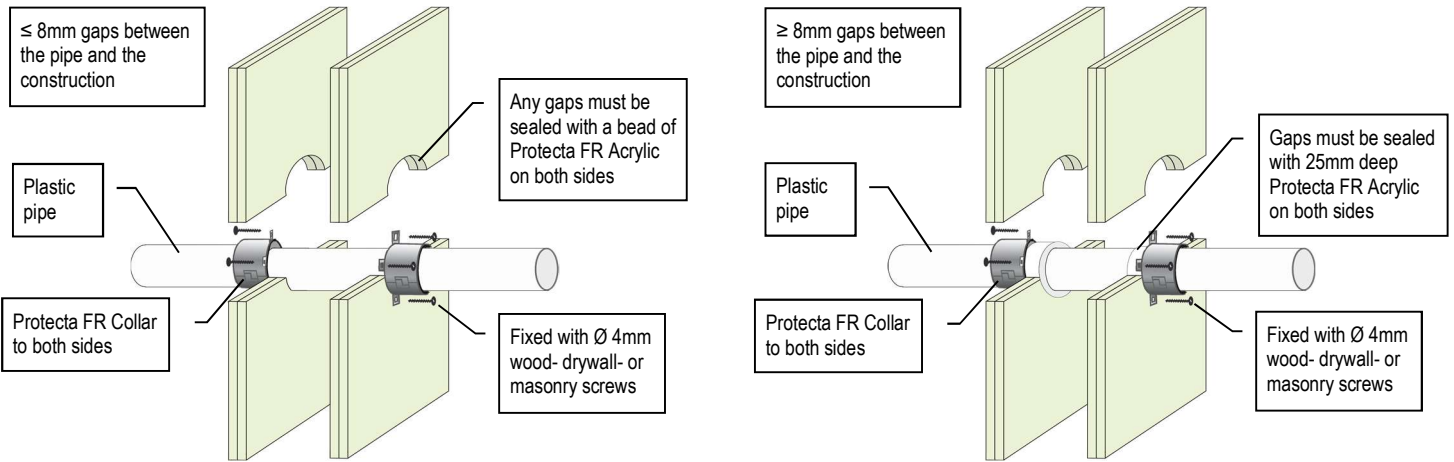 ≤ 8mm gaps between
the pipe and the
construction
Any gaps must be
sealed with a bead of
Protecta FR Acrylic
on both sides
Plastic
pipe
Protecta FR Collar
to both sides
Fixed with Ø 4mm
wood- drywall- or
masonry screws
≥ 8mm gaps between
the pipe and the
construction
Gaps must be sealed
with 25mm deep
Protecta FR Acrylic
on both sides
Plastic
pipe
Protecta FR Collar
to both sides
Fixed with Ø 4mm
wood- drywall- or
masonry screws